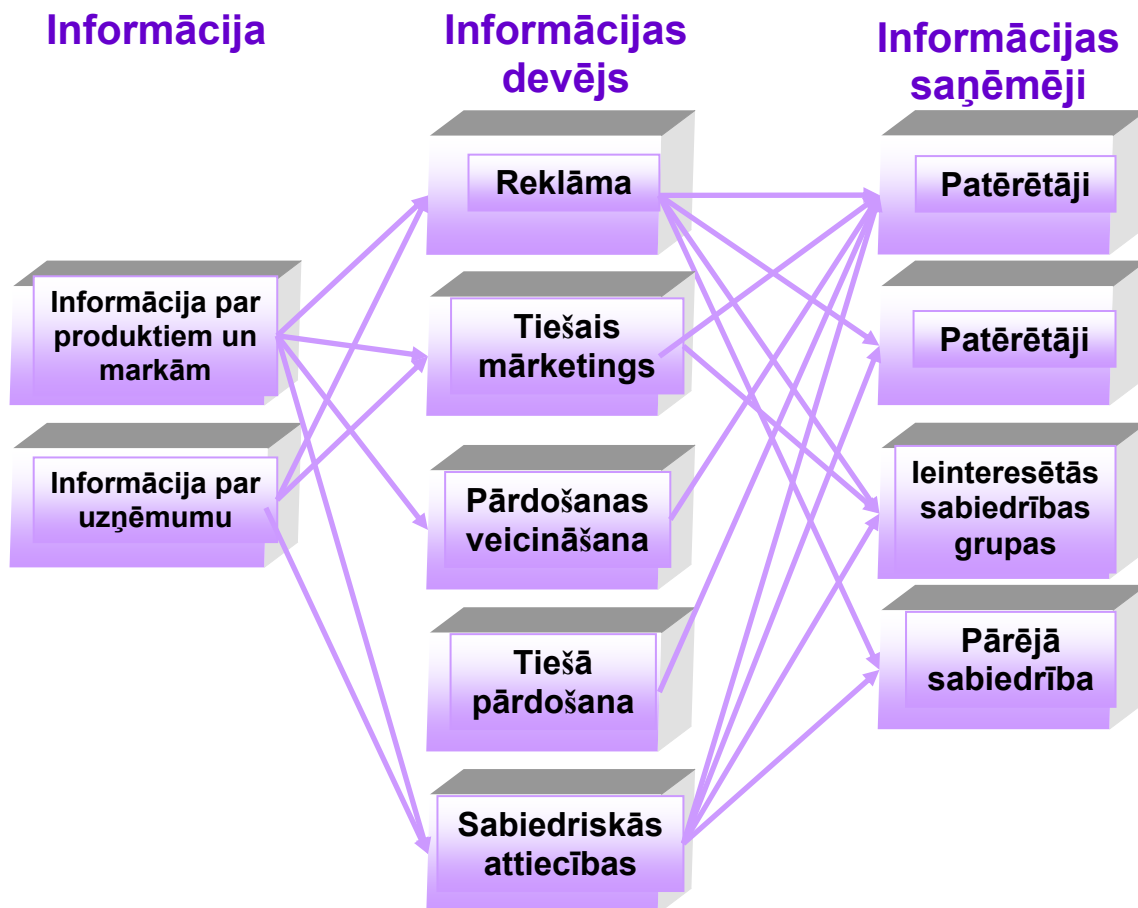 Informācija
Informācijas
devējs
Informācijas
saņēmēji
Informācija par
produktiem un
markām
Informācija par
uzņēmumu
Reklāma
Tiešais
mārketings
Pārdošanas
veicināšana
Tiešā
pārdošana
Sabiedriskās
attiecības
Patērētāji
Patērētāji
Ieinteresētās
sabiedrības
grupas
Pārējā
sabiedrība